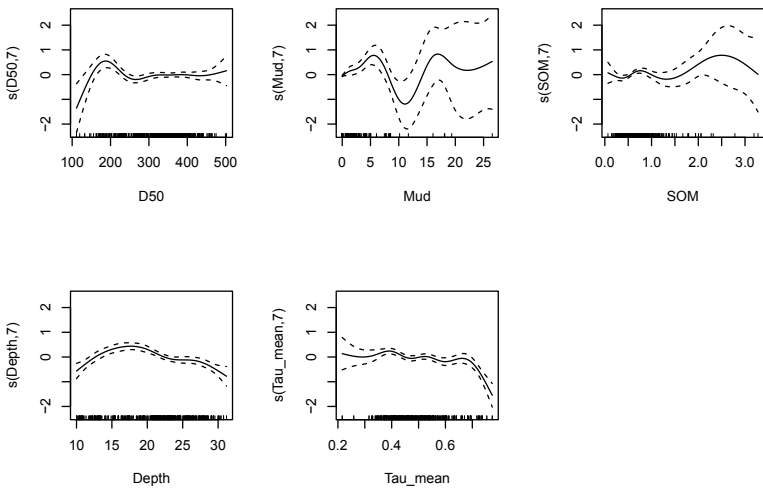 s(D50,7)
2
1
0
-2
100 200 300 400 500
D50
s(Mud,7)
2
1
0
-2
0 5 10 15 20 25
Mud
s(SOM,7)
2
1
0
-2
0.0 1.0 2.0 3.0
SOM
s(Depth,7)
2
1
0
-2
10 15 20 25 30
Depth
s(Tau_mean,7)
2
1
0
-2
0.2 0.4 0.6
Tau_mean